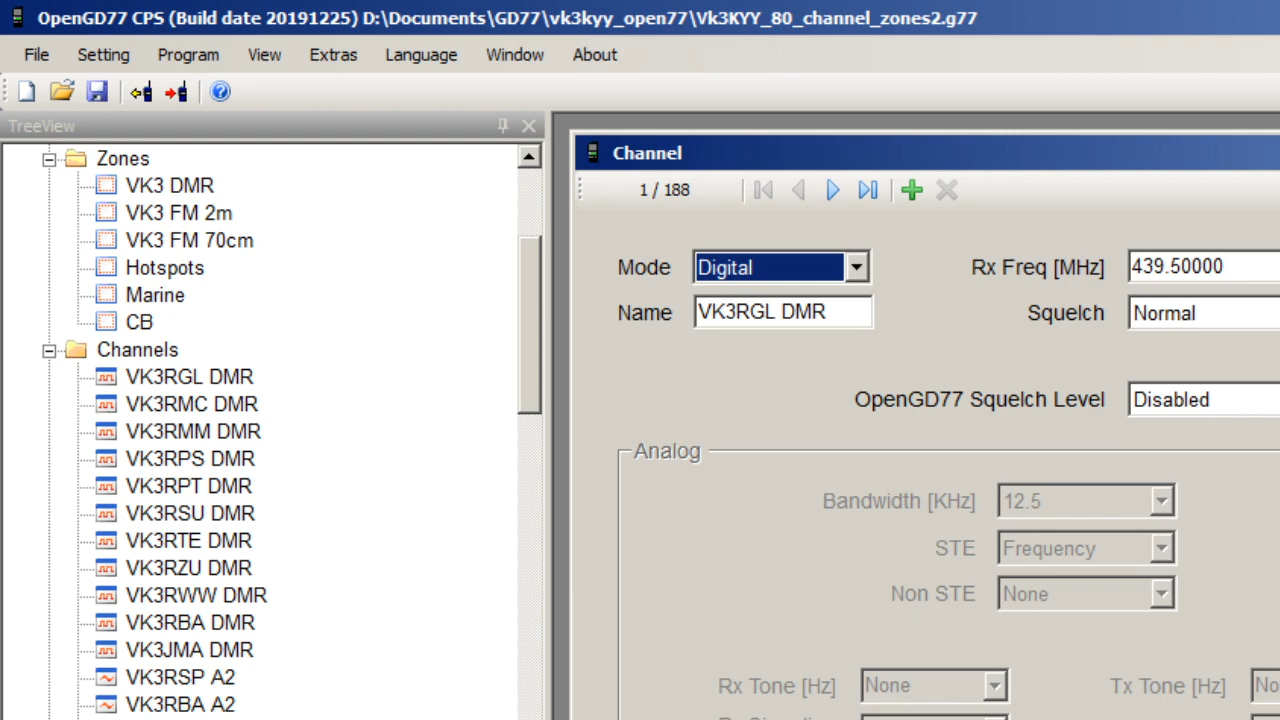 OpenGD77 CPS (Build date 20191225) D:\Documents\GD77\vk3kyy_open77\Vk3KYY_80_channel_zones2.g77
File Setting Program View Extras Language Window About
TreeView
Zones
VK3 DMR
VK3 FM 2m
VK3 FM 70cm
Hotspots
Marine
CB
Channels
VK3RGL DMR
VK3RMC DMR
VK3RMM DMR
VK3RPS DMR
VK3RPT DMR
VK3RSU DMR
VK3RTE DMR
VK3RZU DMR
VK3RWW DMR
VK3RBA DMR
VK3JMA DMR
VK3RSP A2
VK3RBA A2
Channel
1 / 188
Mode Digital Rx Freq [MHz] 439.50000
Name VK3RGL DMR Squelch Normal
OpenGD77 Squelch Level Disabled
Analog
Bandwidth [KHz] 12.5
STE Frequency
Non STE None
Rx Tone [Hz] None Tx Tone [Hz] No